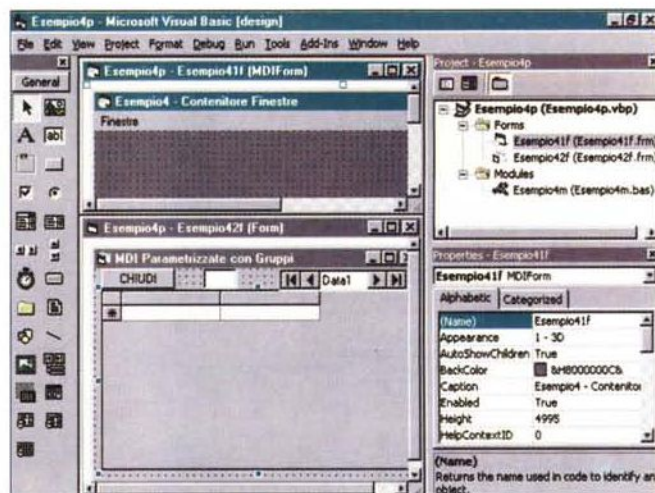 Esempio4p - Microsoft Visual Basic [design]
File Edit View Project Format Debug Run Tools Add-Ins Window Help
General
A
ab|
Esempio4p - Esempio41f (MDIForm)
Esempio4 - Contenitore Finestre
Finestre
Esempio4p - Esempio42f (Form)
MDI Parametrizzate con Gruppi
CHIUDI
Data1
Project - Esempio4p
Esempio4p (Esempio4p.vbp)
Forms
Esempio41f (Esempio41f.frm)
Esempio42f (Esempio42f.frm)
Modules
Esempio4m (Esempio4m.bas)
Properties - Esempio41f
Esempio41f MDIForm
Alphabetic Categorized
(Name) Esempio41f
Appearance 1 - 3D
AutoShowChildren True
BackColor &H8000000C&
Caption Esempio4 - Contenitor
Enabled True
Height 4995
HelpContextID 0
(Name)
Returns the name used in code to identify an
object.